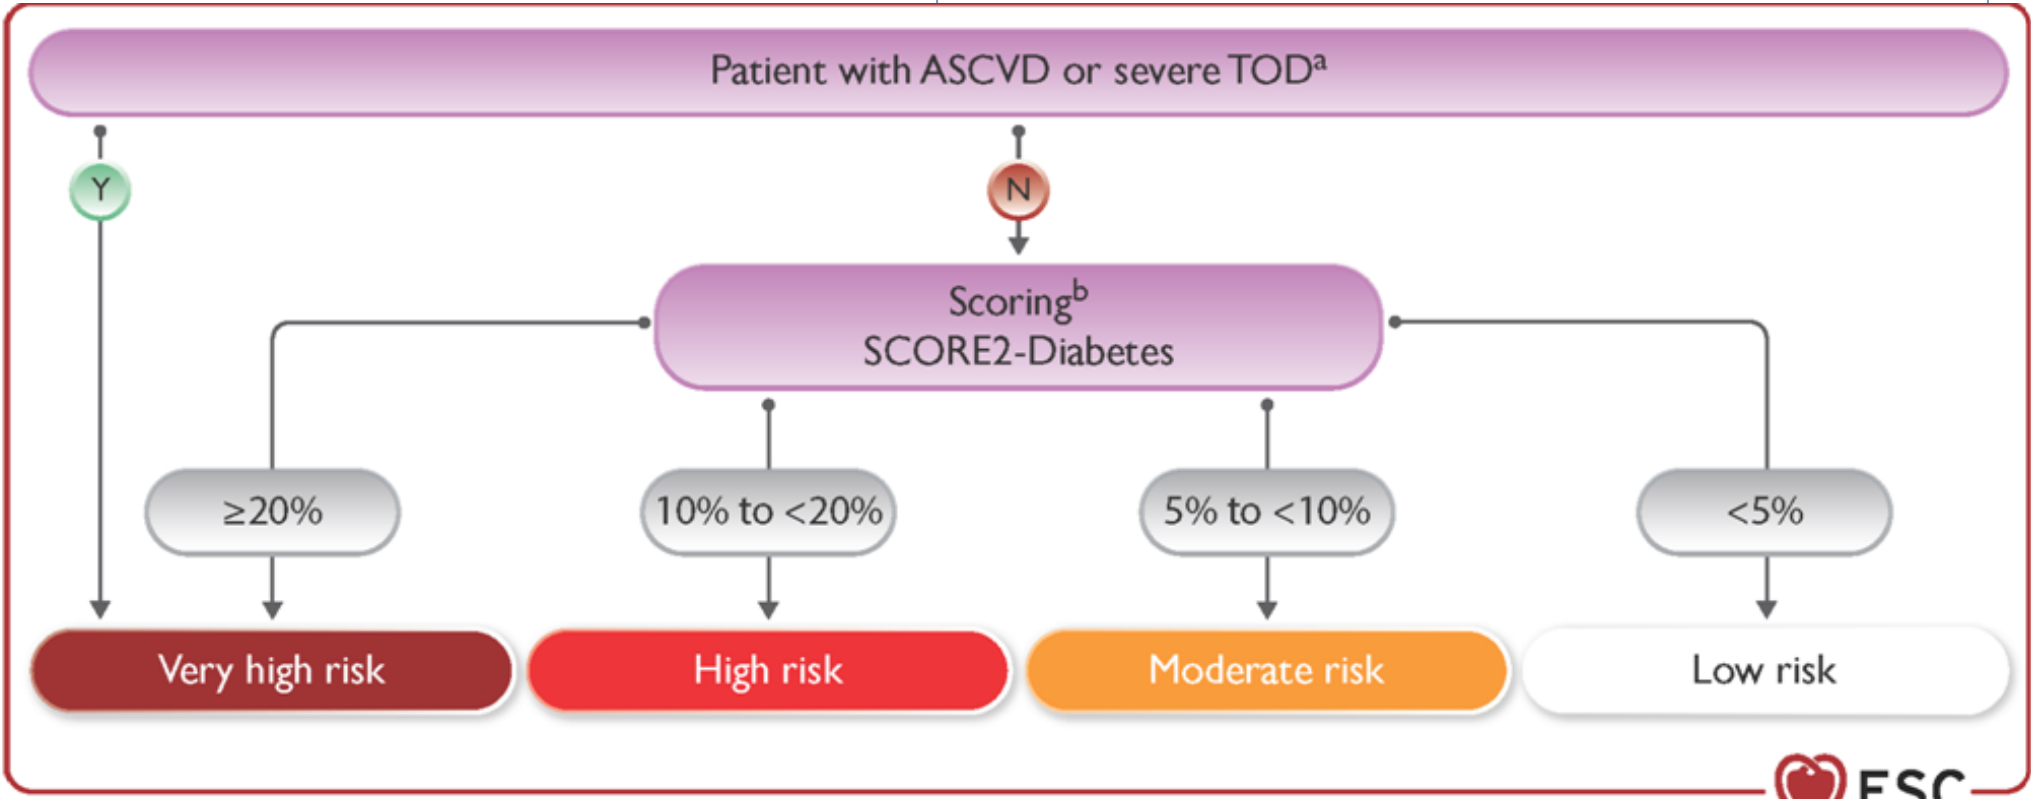 Patient with ASCVD or severe TODᵃ
Y
N
Scoringᵇ
SCORE2-Diabetes
≥20%
10% to <20%
5% to <10%
<5%
Very high risk
High risk
Moderate risk
Low risk
ESC